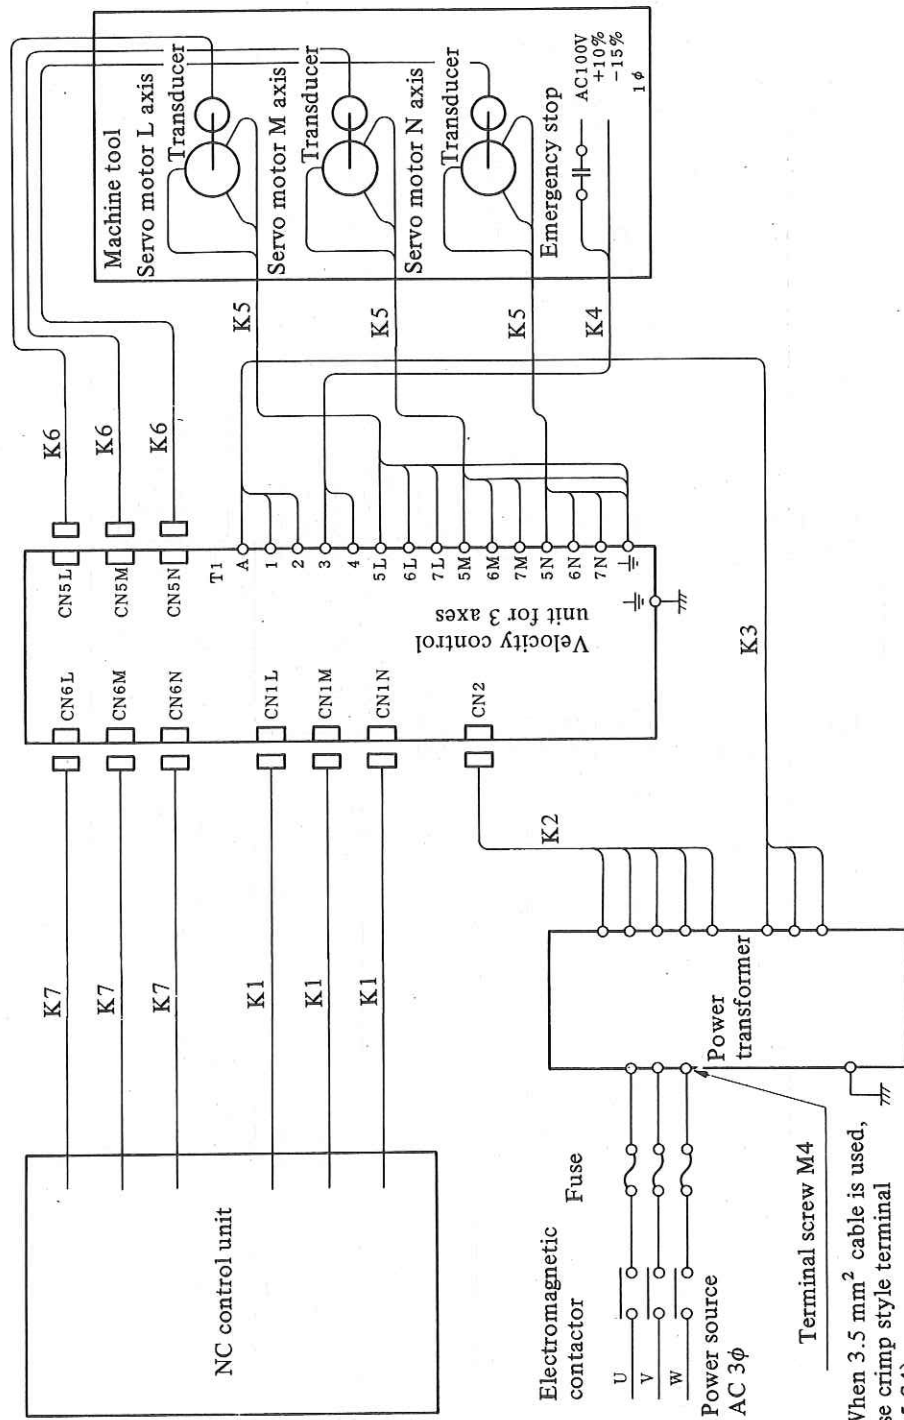 Machine tool
Servo motor L axis
Transducer
Servo motor M axis
Transducer
Servo motor N axis
Transducer
Emergency stop
AC100V
+10%
-15%
1ϕ
K5
K5
K5
K4
K6
K6
K6
CN5L
CN5M
CN5N
T1
A
1
2
3
4
5L
6L
7L
5M
6M
7M
5N
6N
7N
Velocity control
unit for 3 axes
CN6L
CN6M
CN6N
CN1L
CN1M
CN1N
CN2
K3
K2
K7
K7
K7
K1
K1
K1
NC control unit
Power
transformer
Electromagnetic
contactor
Fuse
U
V
W
Power source
AC 3ϕ
Terminal screw M4
When 3.5 mm² cable is used,
se crimp style terminal